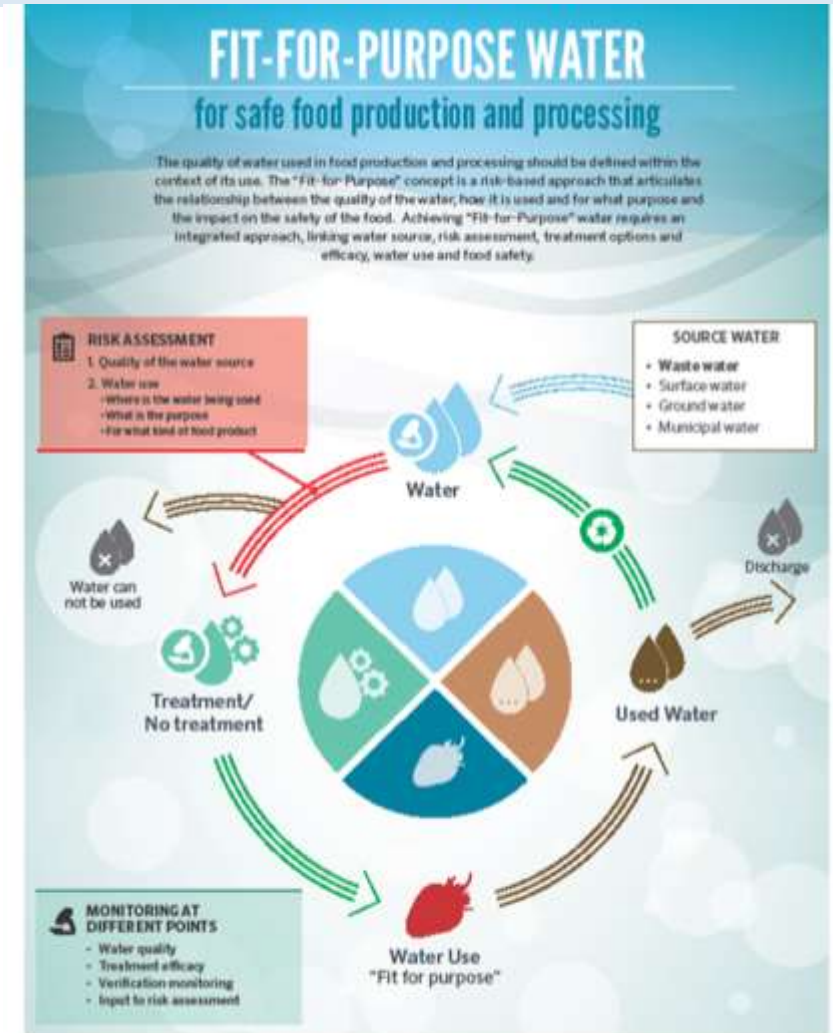 FIT-FOR-PURPOSE WATER
for safe food production and processing
The quality of water used in food production and processing should be defined within the
context of its use. The "Fit-for-Purpose" concept is a risk-based approach that articulates
the relationship between the quality of the water, how it is used and for what purpose and
the impact on the safety of the food. Achieving "Fit-for-Purpose" water requires an
integrated approach, linking water source, risk assessment, treatment options and
efficacy, water use and food safety.
RISK ASSESSMENT
1. Quality of the water source
2. Water use
-Where is the water being used
-What is the purpose
-For what kind of food product
SOURCE WATER
• Waste water
• Surface water
• Ground water
• Municipal water
Water
Water can
not be used
Discharge
Treatment/
No treatment
Used Water
MONITORING AT
DIFFERENT POINTS
- Water quality
- Treatment efficacy
- Verification monitoring
- Input to risk assessment
Water Use
"Fit for purpose"